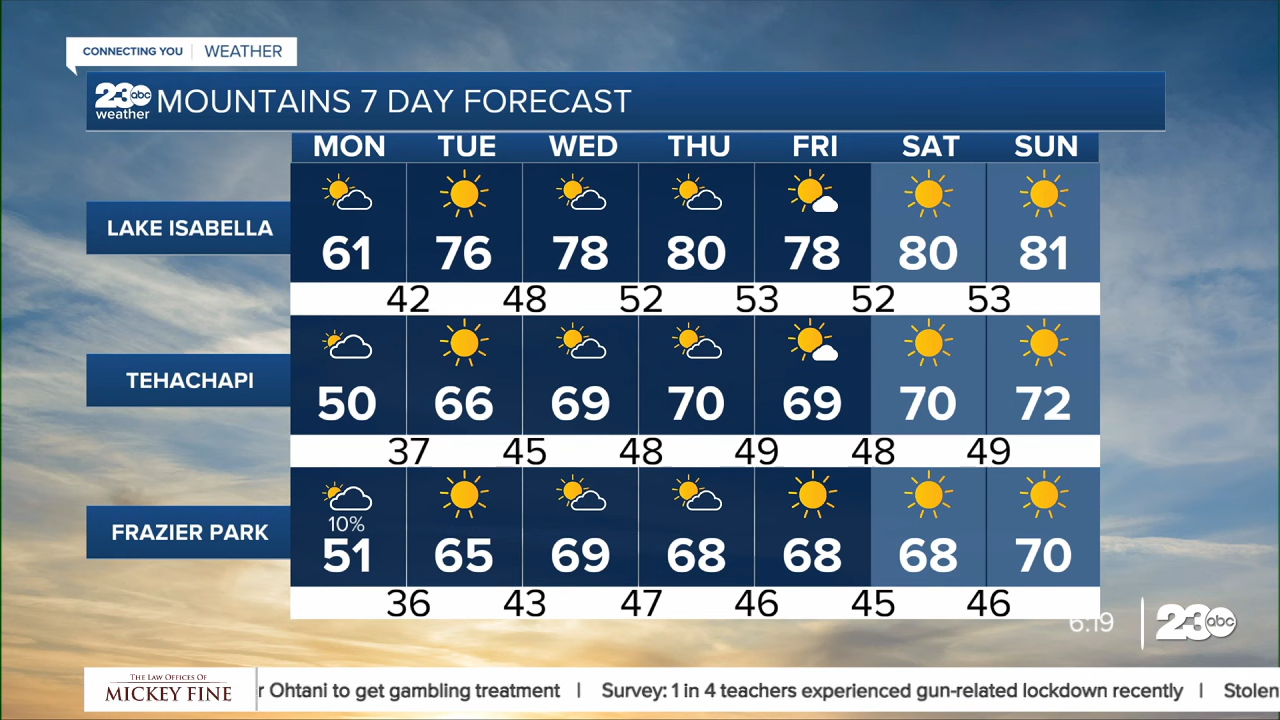 CONNECTING YOU | WEATHER
23 abc weather
MOUNTAINS 7 DAY FORECAST
MON TUE WED THU FRI SAT SUN
LAKE ISABELLA
61 76 78 80 78 80 81
42 48 52 53 52 53
TEHACHAPI
50 66 69 70 69 70 72
37 45 48 49 48 49
FRAZIER PARK
10%
51 65 69 68 68 68 70
36 43 47 46 45 46
6:19
23 abc
THE LAW OFFICES OF
MICKEY FINE
r Ohtani to get gambling treatment | Survey: 1 in 4 teachers experienced gun-related lockdown recently | Stolen